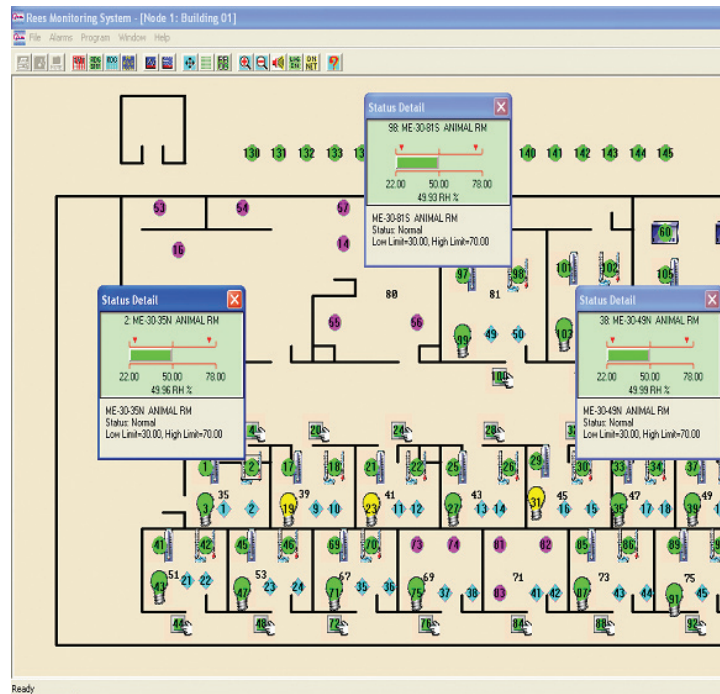 Rees Monitoring System - [Node 1: Building 01]
File Alarms Program Window Help
130 131 132 133 140 141 142 143 144 145
Status Detail
98: ME-30-81S ANIMAL RM
22.00 50.00 78.00
49.93 RH %
ME-30-81S ANIMAL RM
Status: Normal
Low Limit=30.00, High Limit=70.00
53 54 57
16 14
60
97 98 101 102 105
80 81
55 56 99 49 50 103
100
Status Detail
2: ME-30-35N ANIMAL RM
22.00 50.00 78.00
49.96 RH %
ME-30-35N ANIMAL RM
Status: Normal
Low Limit=30.00, High Limit=70.00
Status Detail
38: ME-30-49N ANIMAL RM
22.00 50.00 78.00
49.99 RH %
ME-30-49N ANIMAL RM
Status: Normal
Low Limit=30.00, High Limit=70.00
4 20 24 28
1 2 17 18 21 22 25 26 29 30 33 34 37
35 39 41 43 45 47 49
3 1 2 19 9 10 23 11 12 27 13 14 31 16 15 35 17 18 39
41 42 45 46 69 70 73 74 81 82 85 86 89
51 53 67 69 71 73 75
43 21 22 47 23 24 71 35 36 75 37 38 83 41 42 87 43 44 91 45
44 48 72 76 84 88 92
Ready